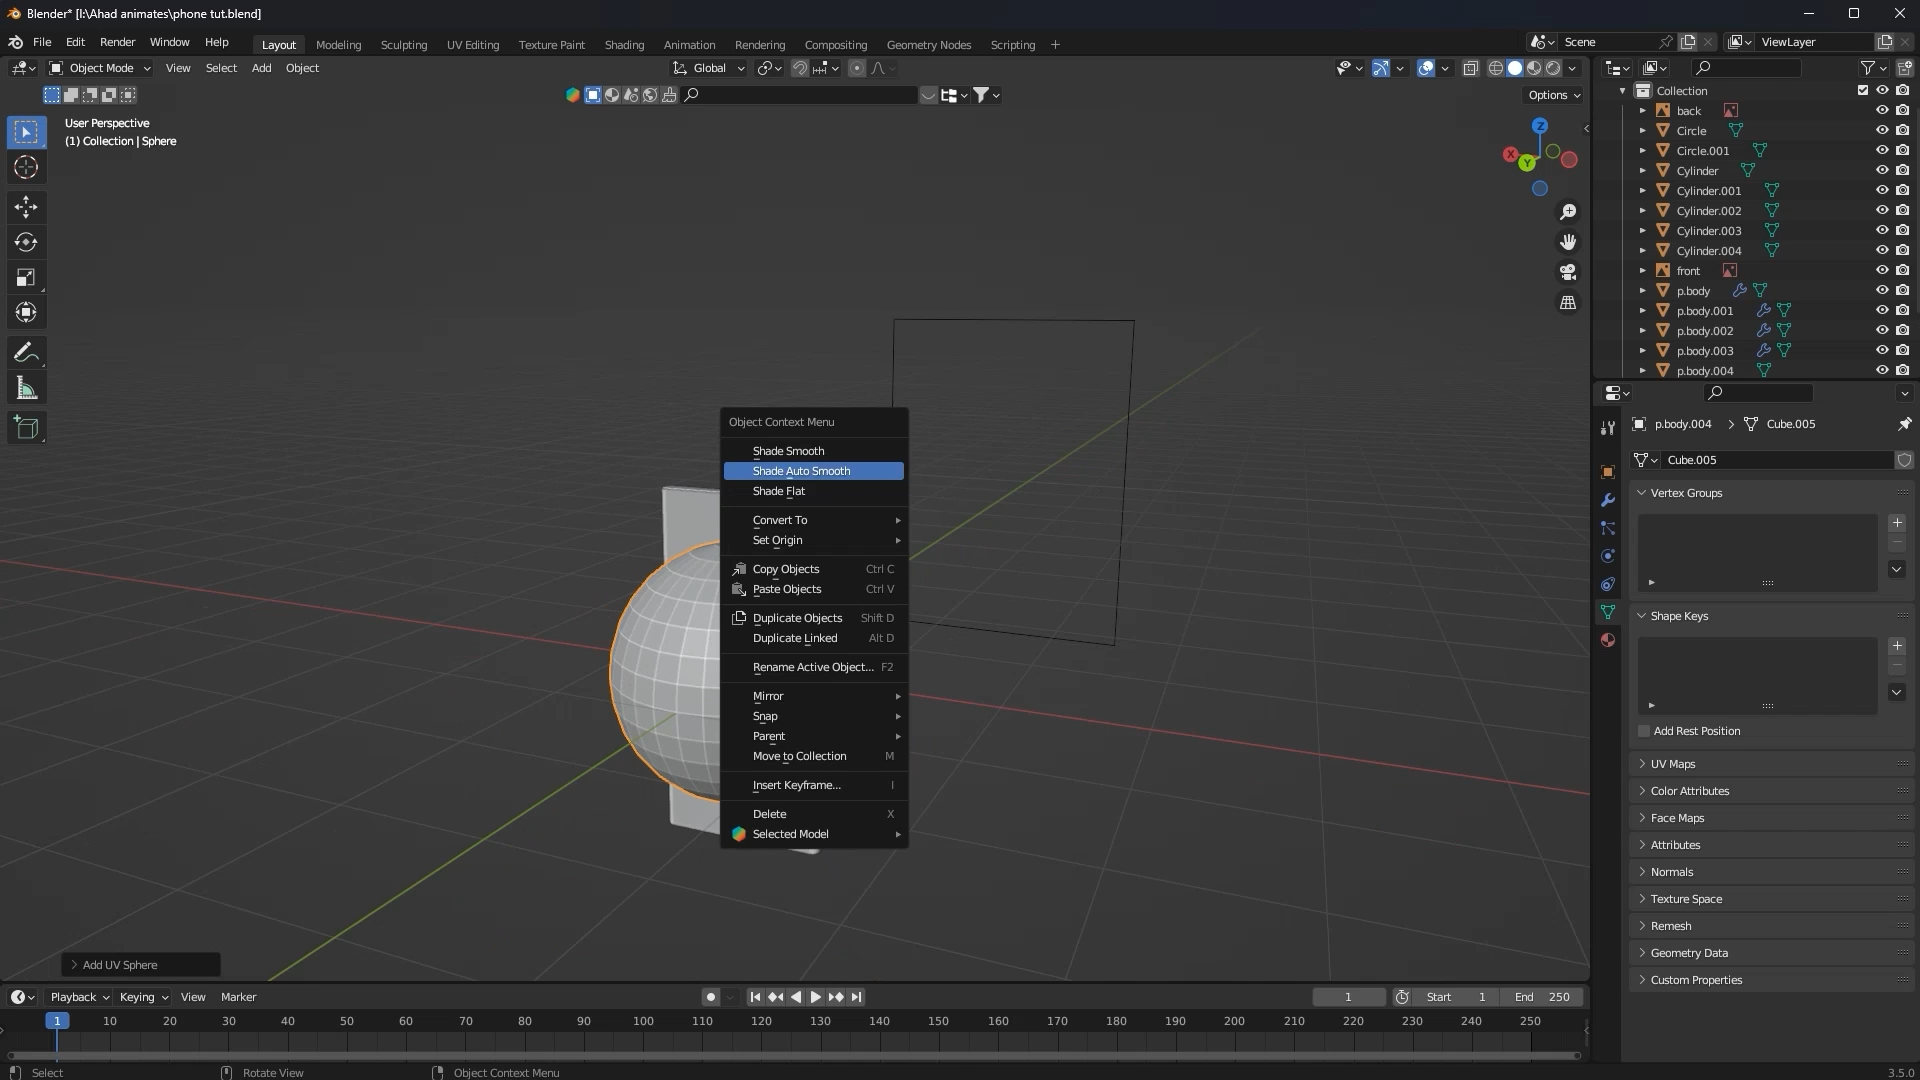 Blender* [I:\Ahad animates\phone tut.blend]
File Edit Render Window Help Layout Modeling Sculpting UV Editing Texture Paint Shading Animation Rendering Compositing Geometry Nodes Scripting + Scene ViewLayer
Object Mode View Select Add Object Global
Options
User Perspective
(1) Collection | Sphere
Z
X
Y
Collection
back
Circle
Circle.001
Cylinder
Cylinder.001
Cylinder.002
Cylinder.003
Cylinder.004
front
p.body
p.body.001
p.body.002
p.body.003
p.body.004
Object Context Menu
Shade Smooth
Shade Auto Smooth
Shade Flat
Convert To
Set Origin
Copy Objects Ctrl C
Paste Objects Ctrl V
Duplicate Objects Shift D
Duplicate Linked Alt D
Rename Active Object... F2
Mirror
Snap
Parent
Move to Collection M
Insert Keyframe... I
Delete X
Selected Model
p.body.004 > Cube.005
Cube.005
Vertex Groups
Shape Keys
Add Rest Position
UV Maps
Color Attributes
Face Maps
Attributes
Normals
Texture Space
Remesh
Geometry Data
Custom Properties
Add UV Sphere
Playback Keying View Marker 1 Start 1 End 250
1 10 20 30 40 50 60 70 80 90 100 110 120 130 140 150 160 170 180 190 200 210 220 230 240 250
Select Rotate View Object Context Menu 3.5.0